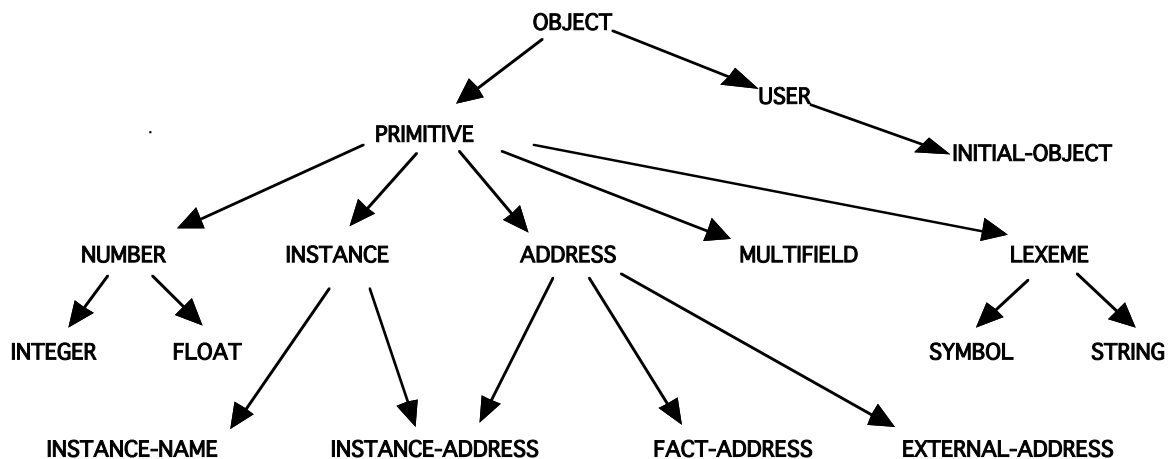 OBJECT
USER
PRIMITIVE
INITIAL-OBJECT
NUMBER INSTANCE ADDRESS MULTIFIELD LEXEME
INTEGER FLOAT SYMBOL STRING
INSTANCE-NAME INSTANCE-ADDRESS FACT-ADDRESS EXTERNAL-ADDRESS